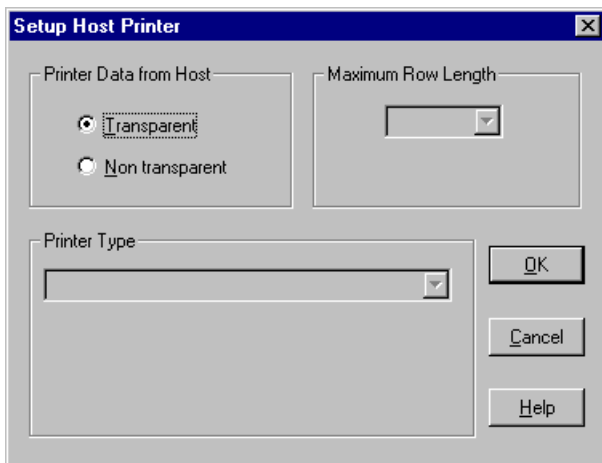 Setup Host Printer
Printer Data from Host
Maximum Row Length
Transparent
Non transparent
Printer Type
OK
Cancel
Help